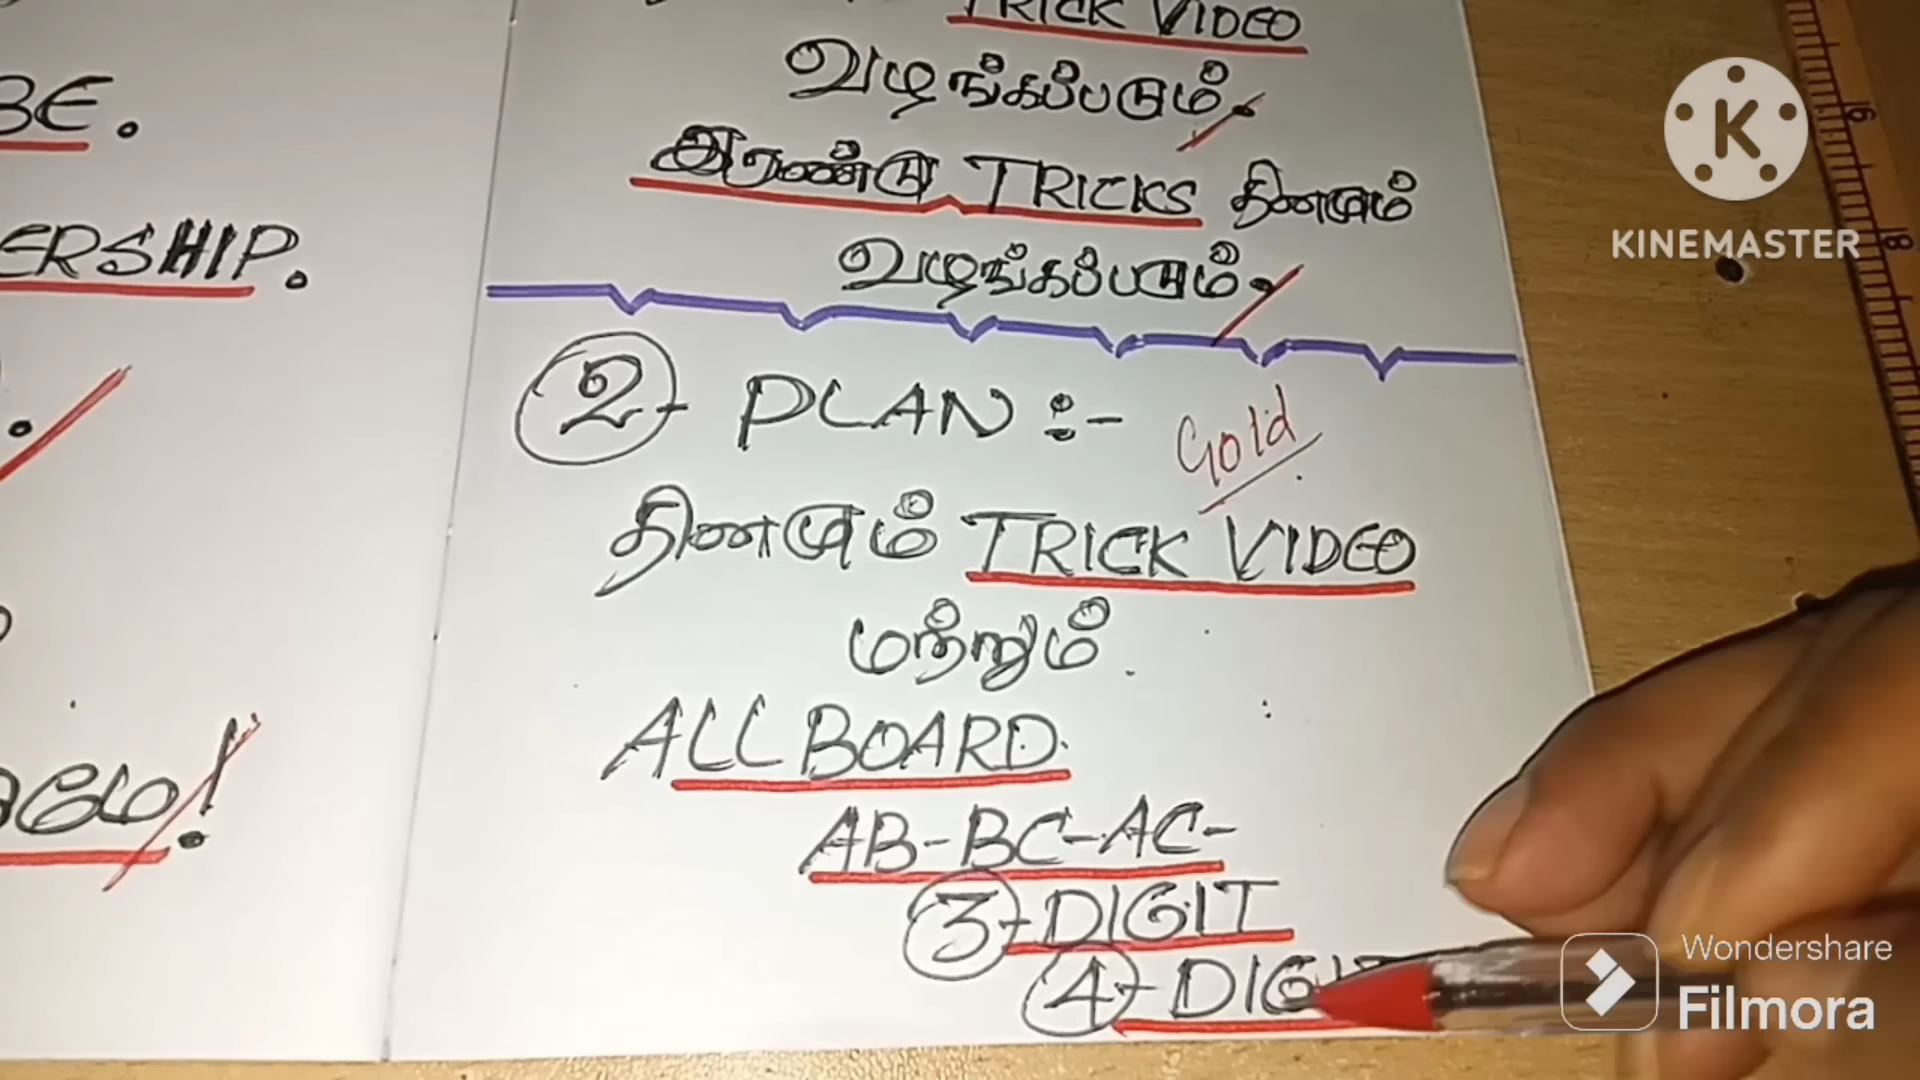 BE.
ERSHIP.
TRICK VIDEO
வழங்கப்படும்.
இரண்டு TRICKS தினமும்
வழங்கப்படும்.
2 - PLAN :- Gold
தினமும் TRICK VIDEO
மற்றும்
ALL BOARD
AB-BC-AC-
3 - DIGIT
4 - DIGIT
K
KINEMASTER
Wondershare
Filmora